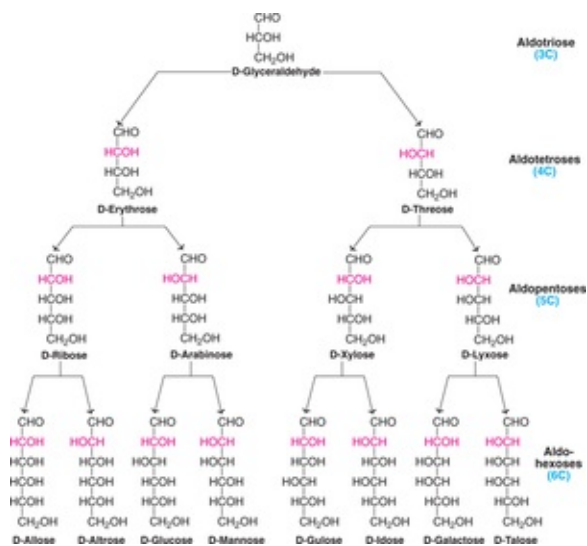 CHO
HCOH
CH₂OH
D-Glyceraldehyde
Aldotriose
(3C)
CHO
HCOH
HCOH
CH₂OH
D-Erythrose
CHO
HOCH
HCOH
CH₂OH
D-Threose
Aldotetroses
(4C)
CHO
HCOH
HCOH
HCOH
CH₂OH
D-Ribose
CHO
HOCH
HCOH
HCOH
CH₂OH
D-Arabinose
CHO
HCOH
HOCH
HCOH
CH₂OH
D-Xylose
CHO
HOCH
HOCH
HCOH
CH₂OH
D-Lyxose
Aldopentoses
(5C)
CHO
HCOH
HCOH
HCOH
HCOH
CH₂OH
D-Allose
CHO
HOCH
HCOH
HCOH
HCOH
CH₂OH
D-Altrose
CHO
HCOH
HOCH
HCOH
HCOH
CH₂OH
D-Glucose
CHO
HOCH
HOCH
HCOH
HCOH
CH₂OH
D-Mannose
CHO
HCOH
HCOH
HOCH
HCOH
CH₂OH
D-Gulose
CHO
HOCH
HCOH
HOCH
HCOH
CH₂OH
D-Idose
CHO
HCOH
HOCH
HOCH
HCOH
CH₂OH
D-Galactose
CHO
HOCH
HOCH
HOCH
HCOH
CH₂OH
D-Talose
Aldo-
hexoses
(6C)